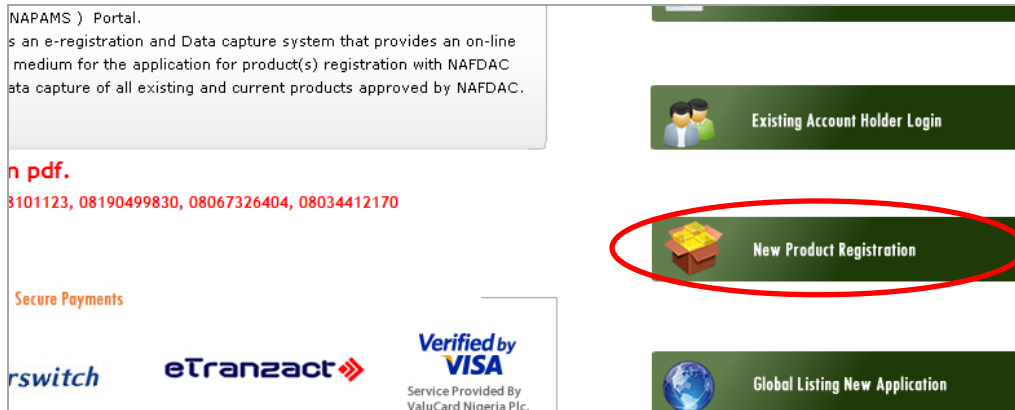 NAPAMS ) Portal.
s an e-registration and Data capture system that provides an on-line
medium for the application for product(s) registration with NAFDAC
ata capture of all existing and current products approved by NAFDAC.
n pdf.
8101123, 08190499830, 08067326404, 08034412170
Secure Payments
rswitch
eTranzact
Verified by
VISA
Service Provided By
ValuCard Nigeria Plc.
Existing Account Holder Login
New Product Registration
Global Listing New Application